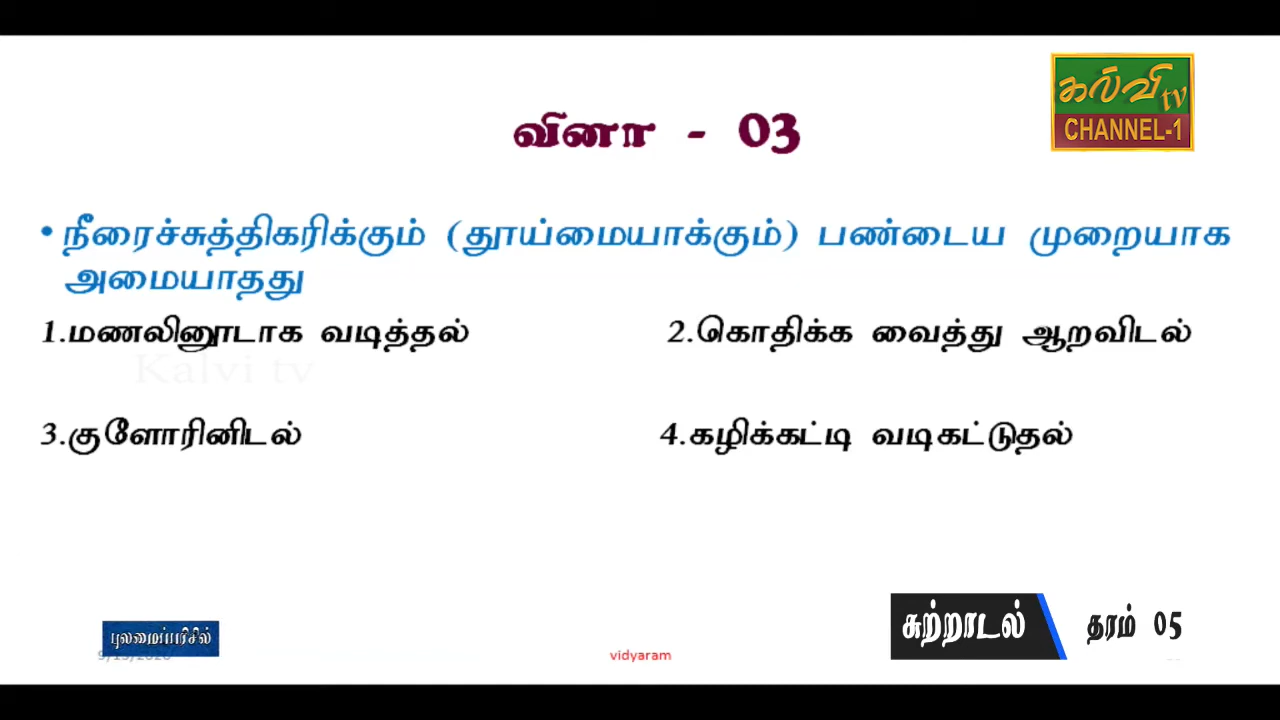 கல்வி
tv
CHANNEL-1
வினா - 03
• நீரைச்சுத்திகரிக்கும் (தூய்மையாக்கும்) பண்டைய முறையாக
அமையாதது
1.மணலினூடாக வடித்தல் 2.கொதிக்க வைத்து ஆறவிடல்
Kalvi tv
3.குளோரினிடல் 4.கழிக்கட்டி வடிகட்டுதல்
சுற்றாடல் தரம் 05
புலமைப்பரிசில்
vidyaram